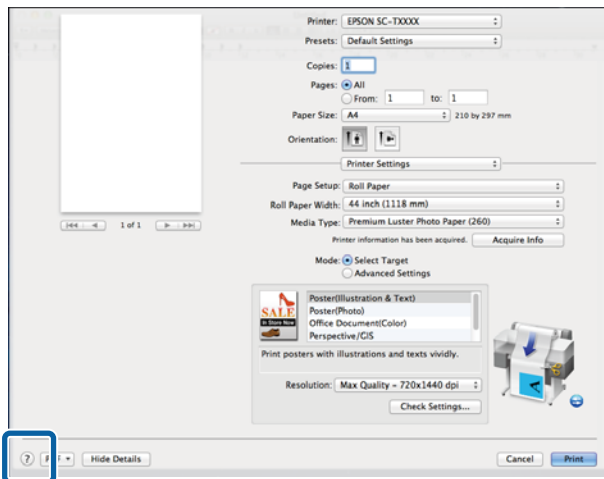 Printer: EPSON SC-TXXXX
Presets: Default Settings
Copies: 1
Pages: All
From: 1 to: 1
Paper Size: A4 210 by 297 mm
Orientation:
Printer Settings
Page Setup: Roll Paper
Roll Paper Width: 44 inch (1118 mm)
1 of 1
Media Type: Premium Luster Photo Paper (260)
Printer information has been acquired. Acquire Info
Mode: Select Target
Advanced Settings
SALE
In Store Now
Poster(Illustration & Text)
Poster(Photo)
Office Document(Color)
Perspective/GIS
Print posters with illustrations and texts vividly.
Resolution: Max Quality - 720x1440 dpi
Check Settings...
? Hide Details Cancel Print